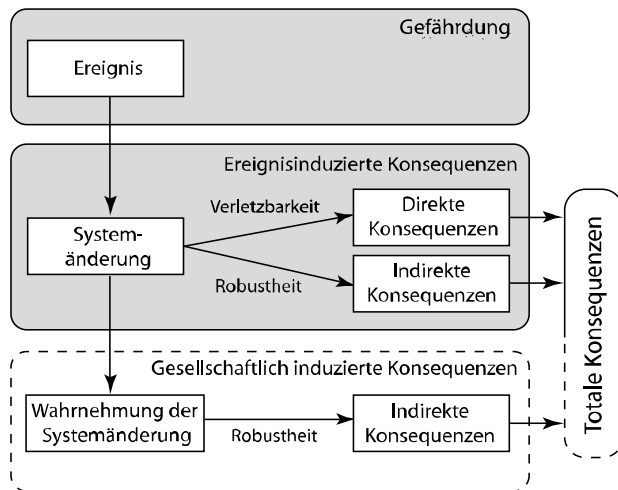 Gefährdung
Ereignis
Ereignisinduzierte Konsequenzen
Verletzbarkeit
Direkte
Konsequenzen
System-
änderung
Robustheit
Indirekte
Konsequenzen
Totale Konsequenzen
Gesellschaftlich induzierte Konsequenzen
Wahrnehmung der
Systemänderung
Robustheit
Indirekte
Konsequenzen